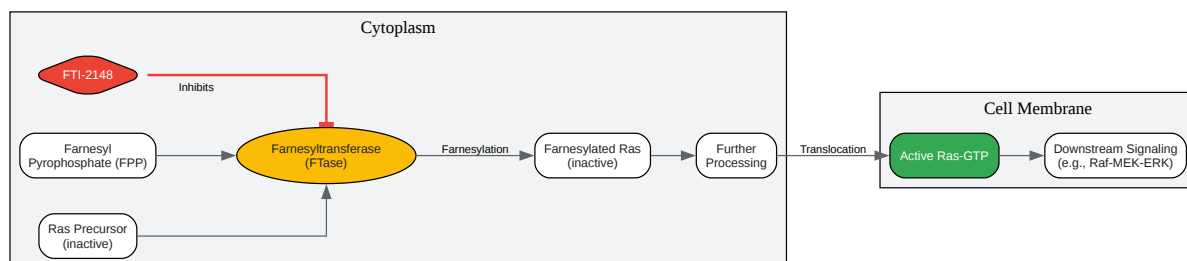 Cytoplasm
FTI-2148
Inhibits
Farnesyl
Pyrophosphate (FPP)
Farnesyltransferase
(FTase)
Farnesylation
Farnesylated Ras
(inactive)
Further
Processing
Translocation
Ras Precursor
(inactive)
Cell Membrane
Active Ras-GTP
Downstream Signaling
(e.g., Raf-MEK-ERK)